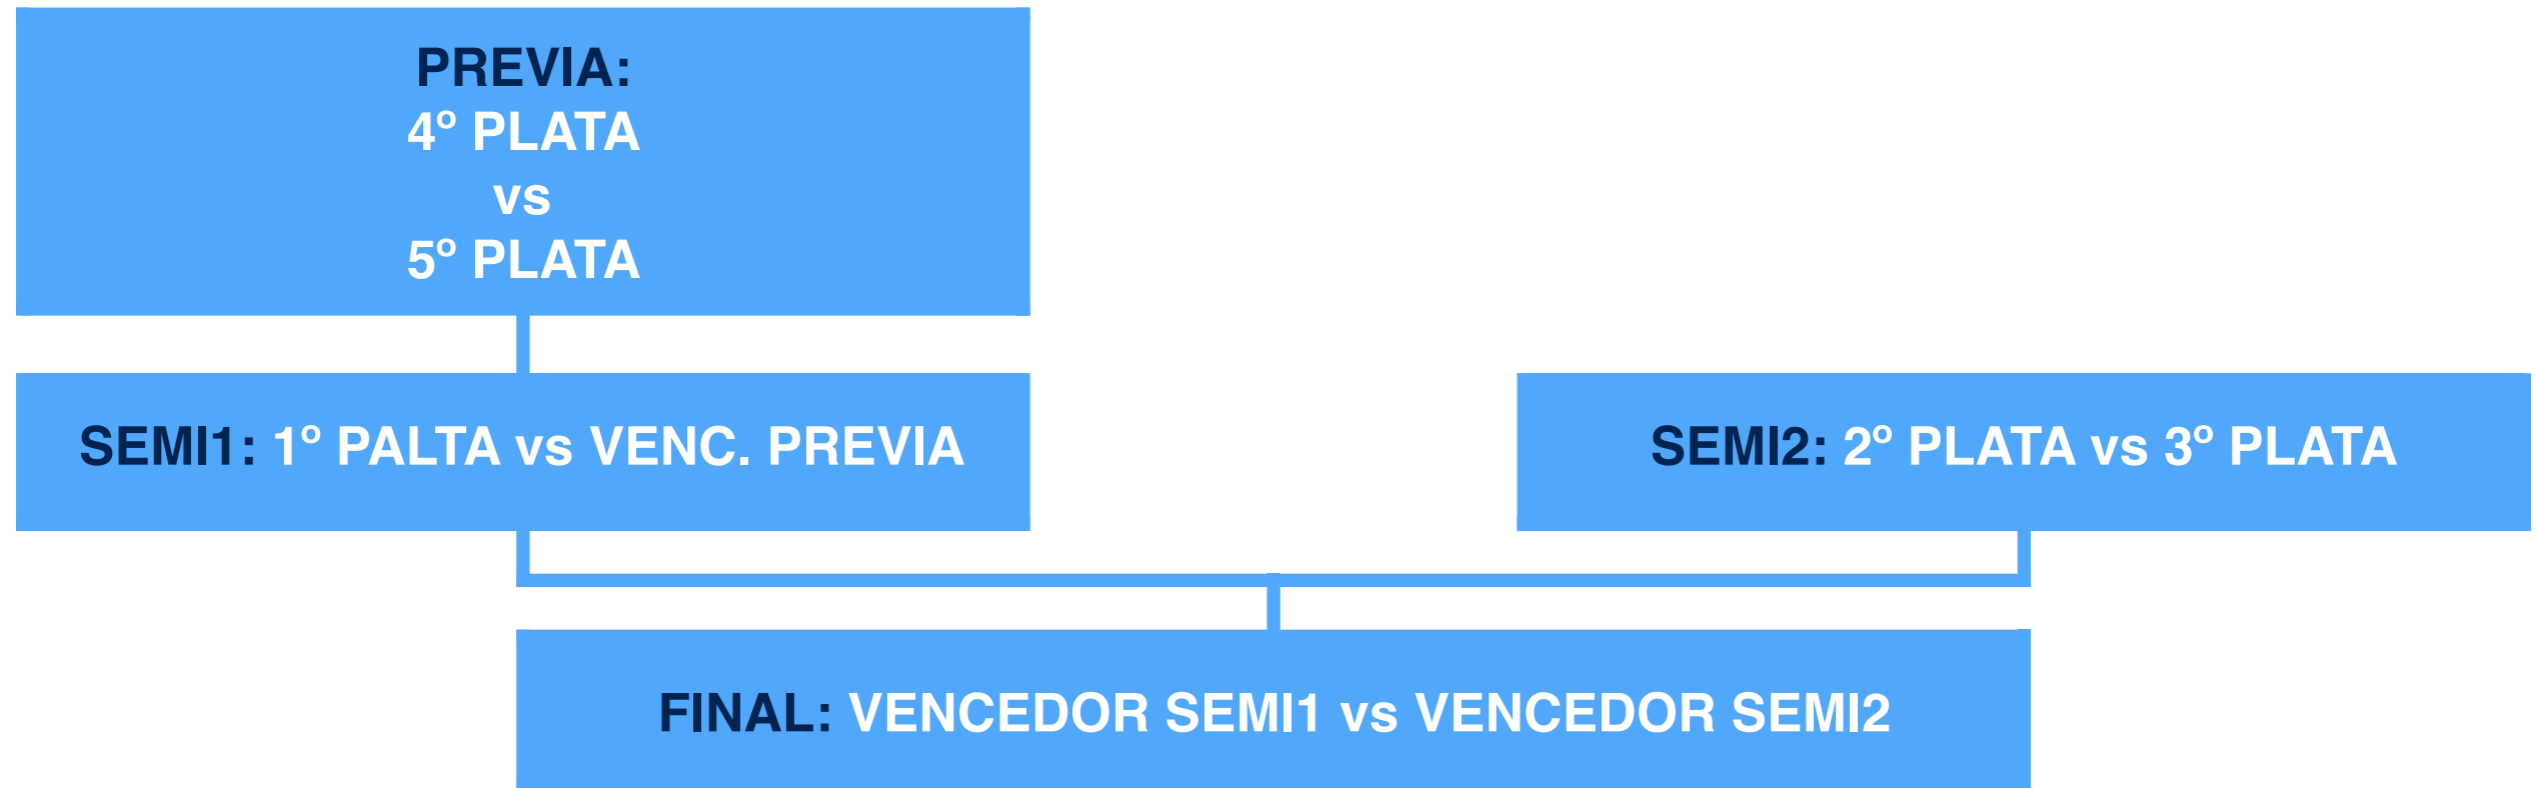 PREVIA:
4º PLATA
vs
5º PLATA
SEMI1: 1º PALTA vs VENC. PREVIA
SEMI2: 2º PLATA vs 3º PLATA
FINAL: VENCEDOR SEMI1 vs VENCEDOR SEMI2